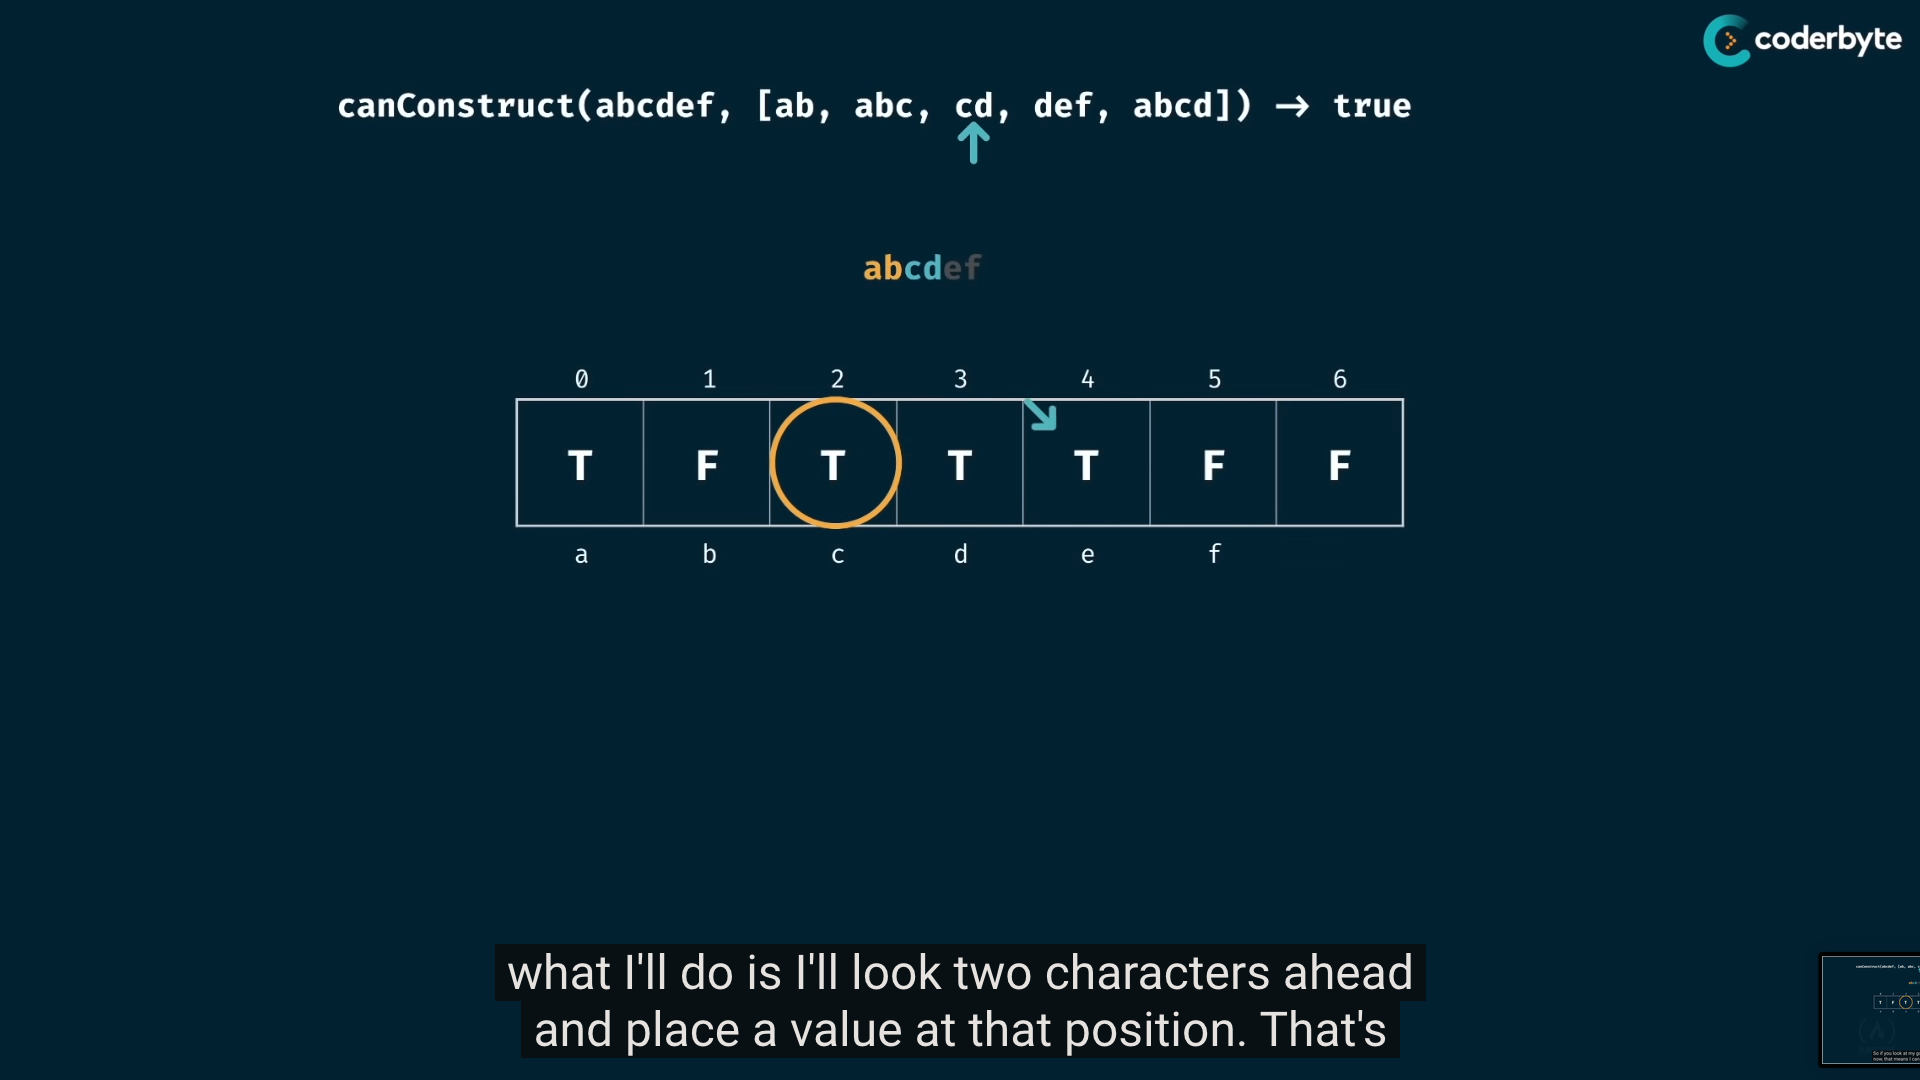 coderbyte
canConstruct(abcdef, [ab, abc, cd, def, abcd]) → true
abcdef
0 1 2 3 4 5 6
T F T T T F F
a b c d e f
what I'll do is I'll look two characters ahead
and place a value at that position. That's